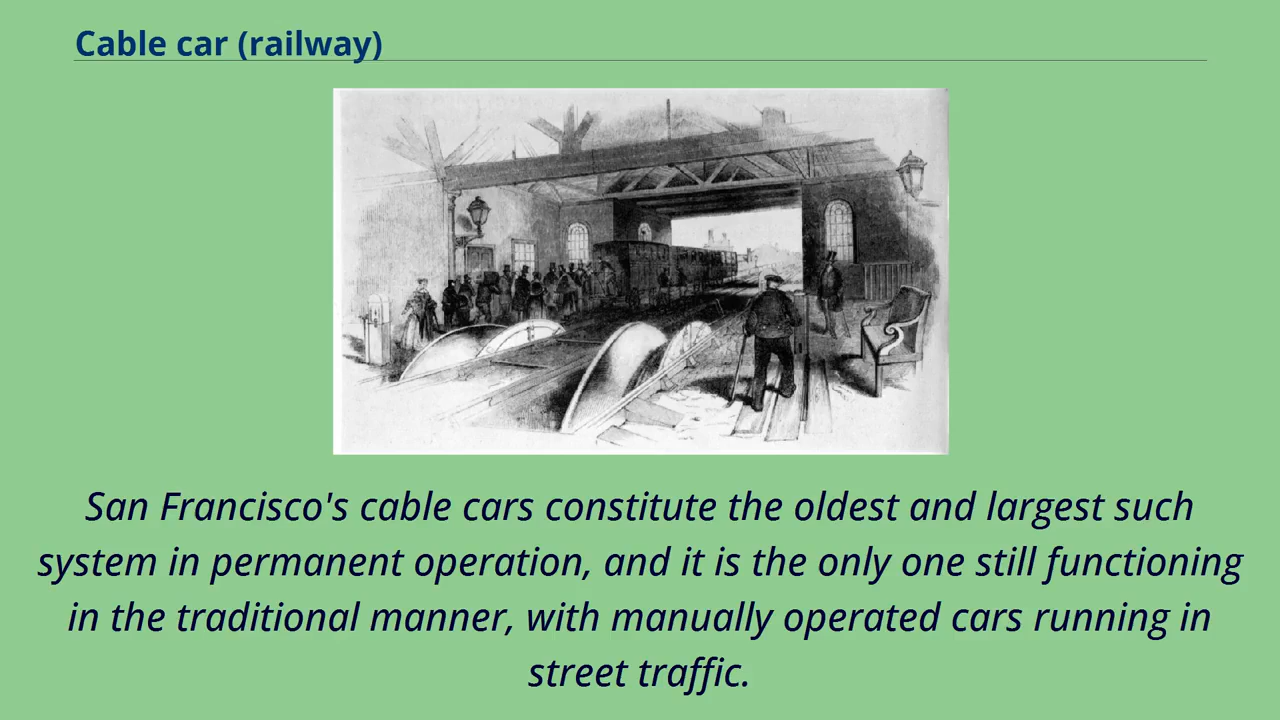 Cable car (railway)
San Francisco's cable cars constitute the oldest and largest such
system in permanent operation, and it is the only one still functioning
in the traditional manner, with manually operated cars running in
street traffic.